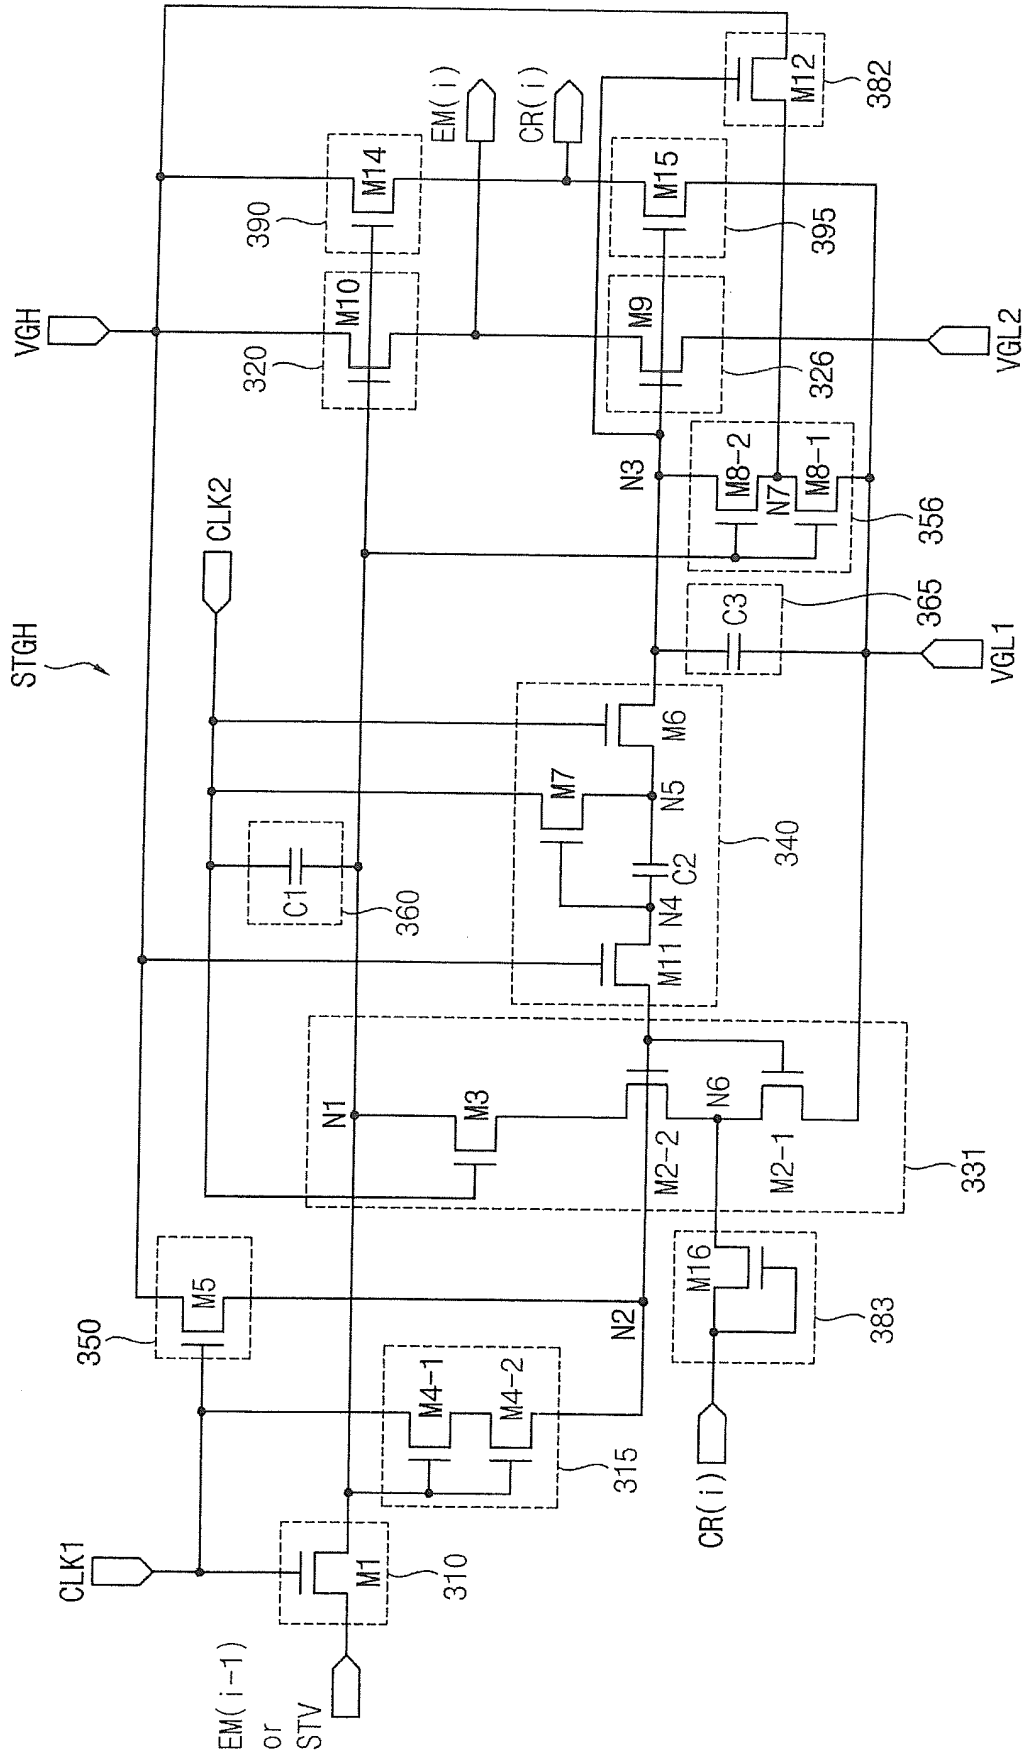 STGH
VGH
CLK2
CLK1
EM(i-1)
or
STV
M1
310
350
M5
M4-1
M4-2
315
N1
N2
C1
360
M3
M2-2
N6
M2-1
331
M16
383
CR(i)
M11
N4
C2
N5
M7
M6
340
C3
365
VGL1
N3
M8-2
N7
M8-1
356
320
M10
390
M14
EM(i)
CR(i)
M9
326
M15
395
VGL2
M12
382